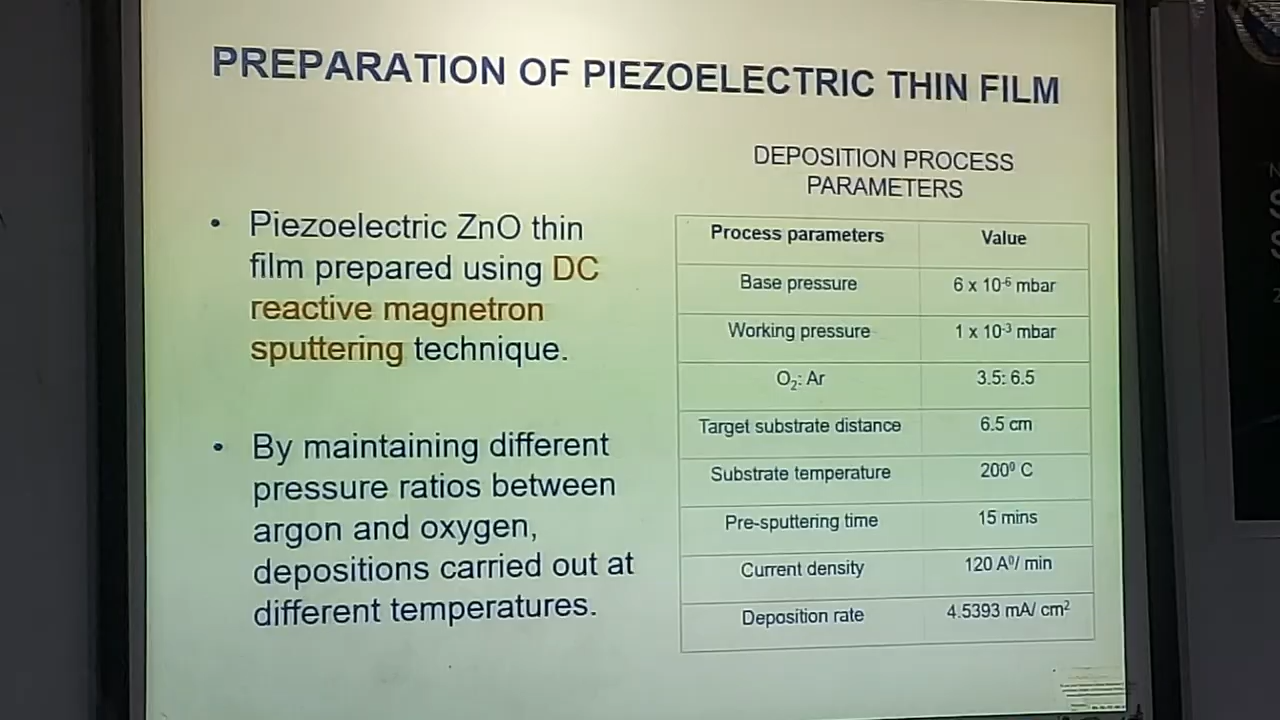 PREPARATION OF PIEZOELECTRIC THIN FILM
• Piezoelectric ZnO thin
film prepared using DC
reactive magnetron
sputtering technique.
• By maintaining different
pressure ratios between
argon and oxygen,
depositions carried out at
different temperatures.
DEPOSITION PROCESS
PARAMETERS
Process parameters Value
Base pressure 6 x 10⁻⁶ mbar
Working pressure 1 x 10⁻³ mbar
O₂: Ar 3.5: 6.5
Target substrate distance 6.5 cm
Substrate temperature 200⁰ C
Pre-sputtering time 15 mins
Current density 120 A⁰/ min
Deposition rate 4.5393 mA/ cm²